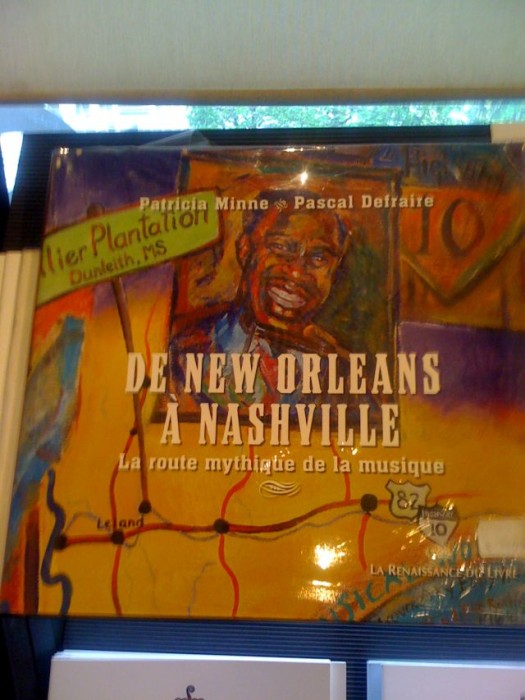 Patricia Minne Pascal Defraire
llier Plantation
Dunleith, MS
10
DE NEW ORLEANS
À NASHVILLE
La route mythique de la musique
82
Leland
10
LA RENAISSANCE DU LIVRE